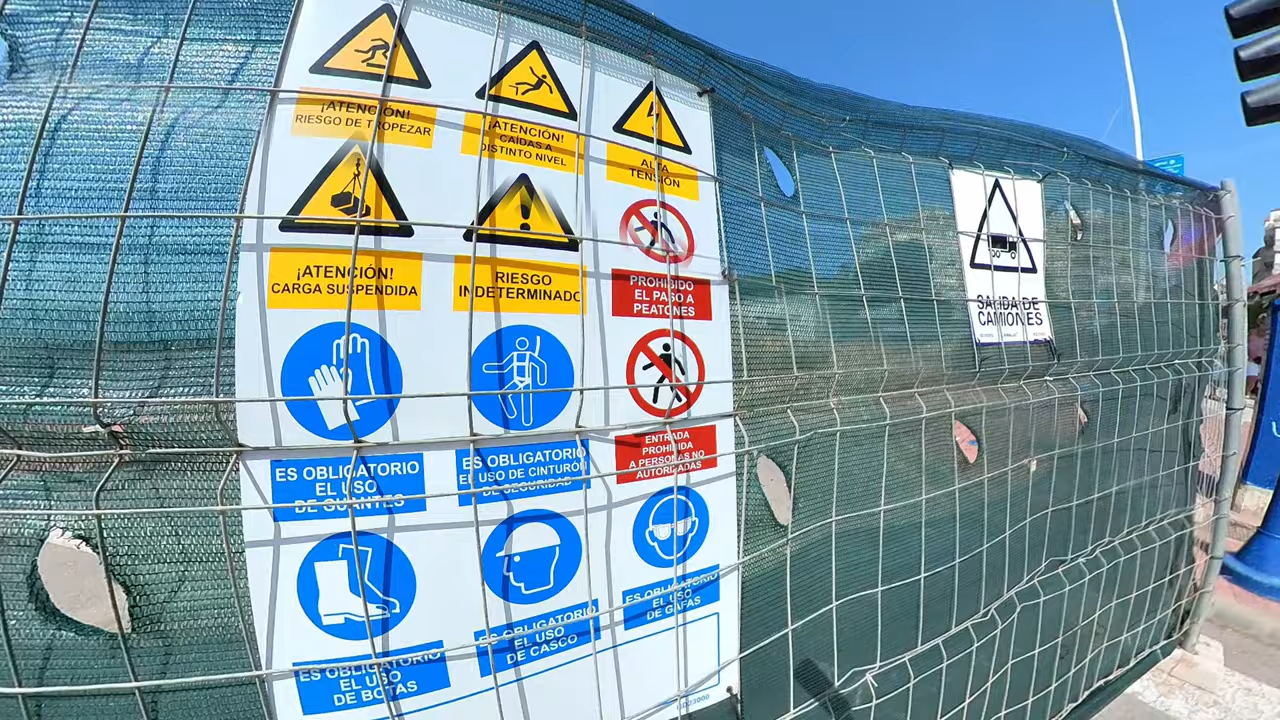 ¡ATENCIÓN!
RIESGO DE TROPEZAR
¡ATENCIÓN!
CAÍDAS A
DISTINTO NIVEL
ALTA
TENSIÓN
¡ATENCIÓN!
CARGA SUSPENDIDA
RIESGO
INDETERMINADO
PROHIBIDO
EL PASO A
PEATONES
ES OBLIGATORIO
EL USO
DE GUANTES
ES OBLIGATORIO
EL USO DE CINTURÓN
DE SEGURIDAD
ENTRADA
PROHIBIDA
A PERSONAS NO
AUTORIZADAS
ES OBLIGATORIO
EL USO
DE BOTAS
ES OBLIGATORIO
EL USO
DE CASCO
ES OBLIGATORIO
EL USO
DE GAFAS
SALIDA DE
CAMIONES